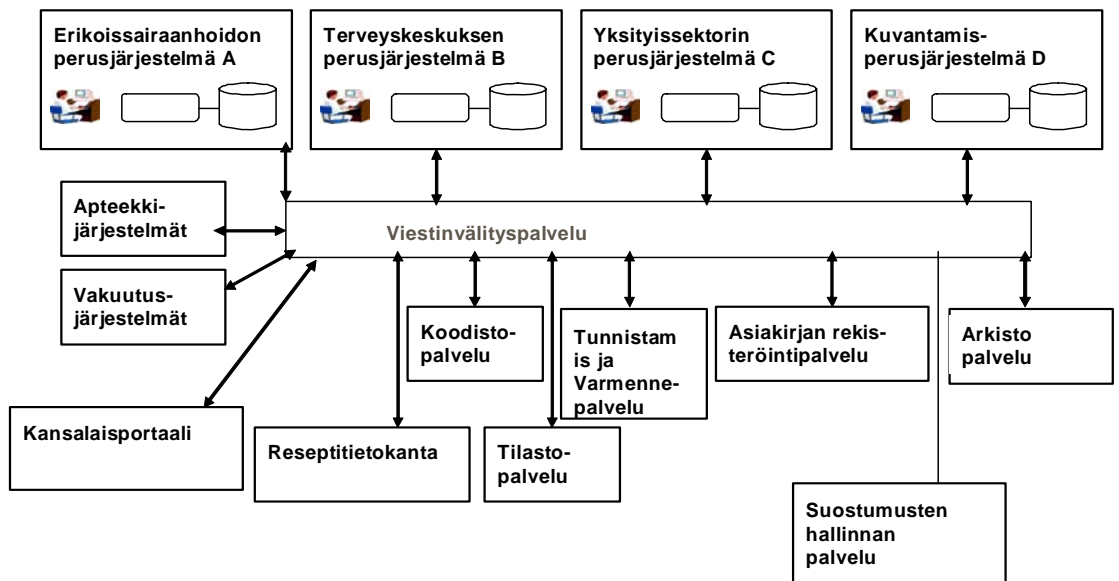 Erikoissairaanhoidon
perusjärjestelmä A
Terveyskeskuksen
perusjärjestelmä B
Yksityissektorin
perusjärjestelmä C
Kuvantamis-
perusjärjestelmä D
Apteekki-
järjestelmät
Viestinvälityspalvelu
Vakuutus-
järjestelmät
Koodisto-
palvelu
Tunnistam
is ja
Varmenne-
palvelu
Asiakirjan rekis-
teröintipalvelu
Arkisto
palvelu
Kansalaisportaali
Reseptitietokanta
Tilasto-
palvelu
Suostumusten
hallinnan
palvelu